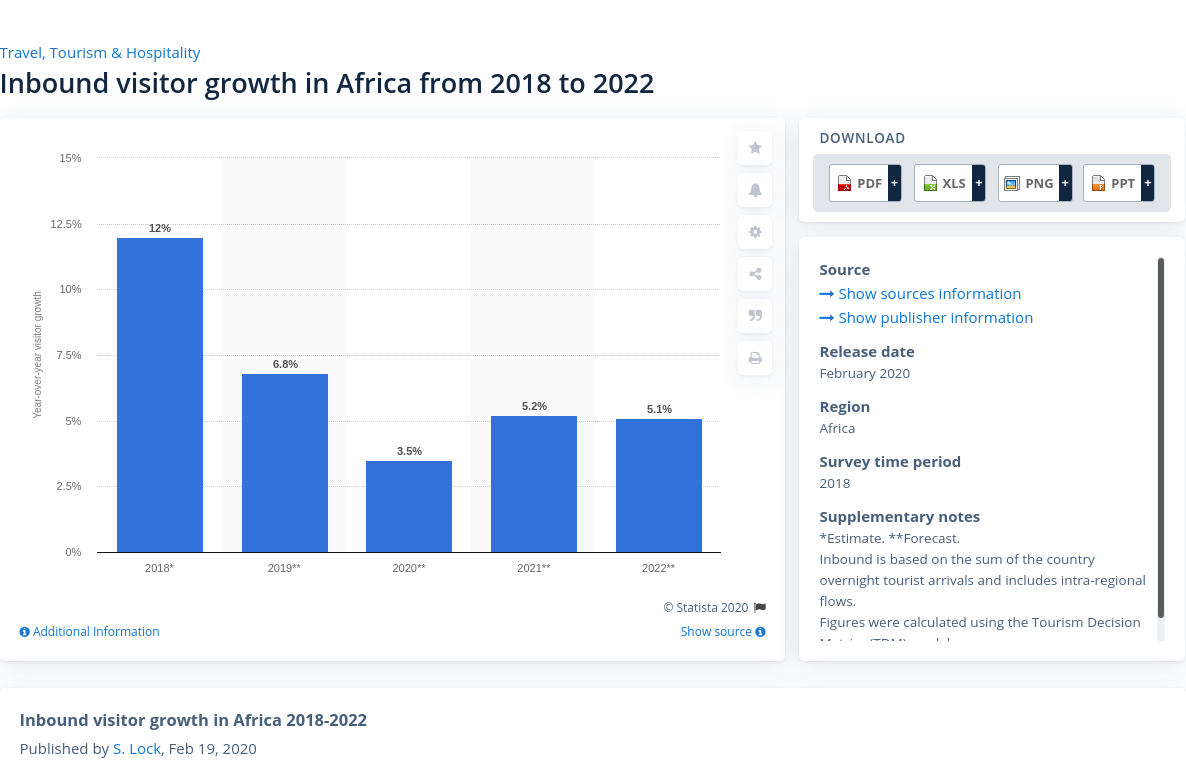 Travel, Tourism & Hospitality
Inbound visitor growth in Africa from 2018 to 2022
15%
12.5%
10%
7.5%
5%
2.5%
0%
Year-over-year visitor growth
12%
6.8%
3.5%
5.2%
5.1%
2018*
2019**
2020**
2021**
2022**
© Statista 2020
Additional Information
Show source
DOWNLOAD
PDF +
XLS +
PNG +
PPT +
Source
Show sources information
Show publisher information
Release date
February 2020
Region
Africa
Survey time period
2018
Supplementary notes
*Estimate. **Forecast.
Inbound is based on the sum of the country
overnight tourist arrivals and includes intra-regional
flows.
Figures were calculated using the Tourism Decision
Inbound visitor growth in Africa 2018-2022
Published by S. Lock, Feb 19, 2020